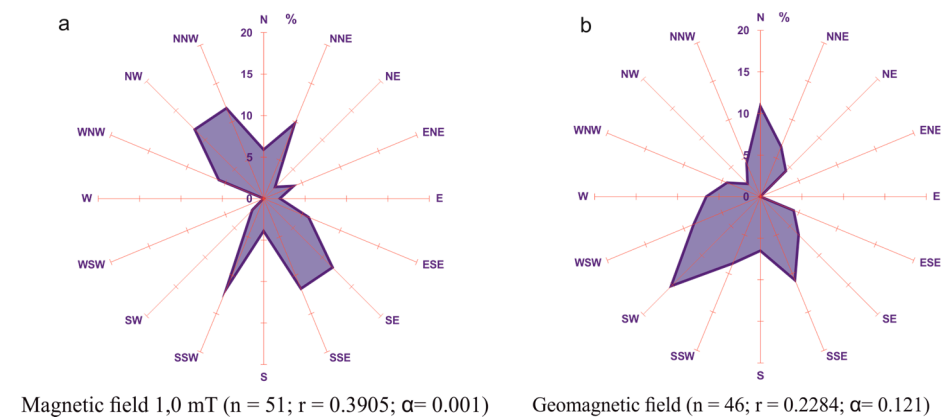 a
N %
20
15
10
5
0
NNE
NE
ENE
E
ESE
SE
SSE
S
SSW
SW
WSW
W
WNW
NW
NNW
Magnetic field 1,0 mT (n = 51; r = 0.3905; α= 0.001)
b
N %
20
15
10
5
0
NNE
NE
ENE
E
ESE
SE
SSE
S
SSW
SW
WSW
W
WNW
NW
NNW
Geomagnetic field (n = 46; r = 0.2284; α= 0.121)